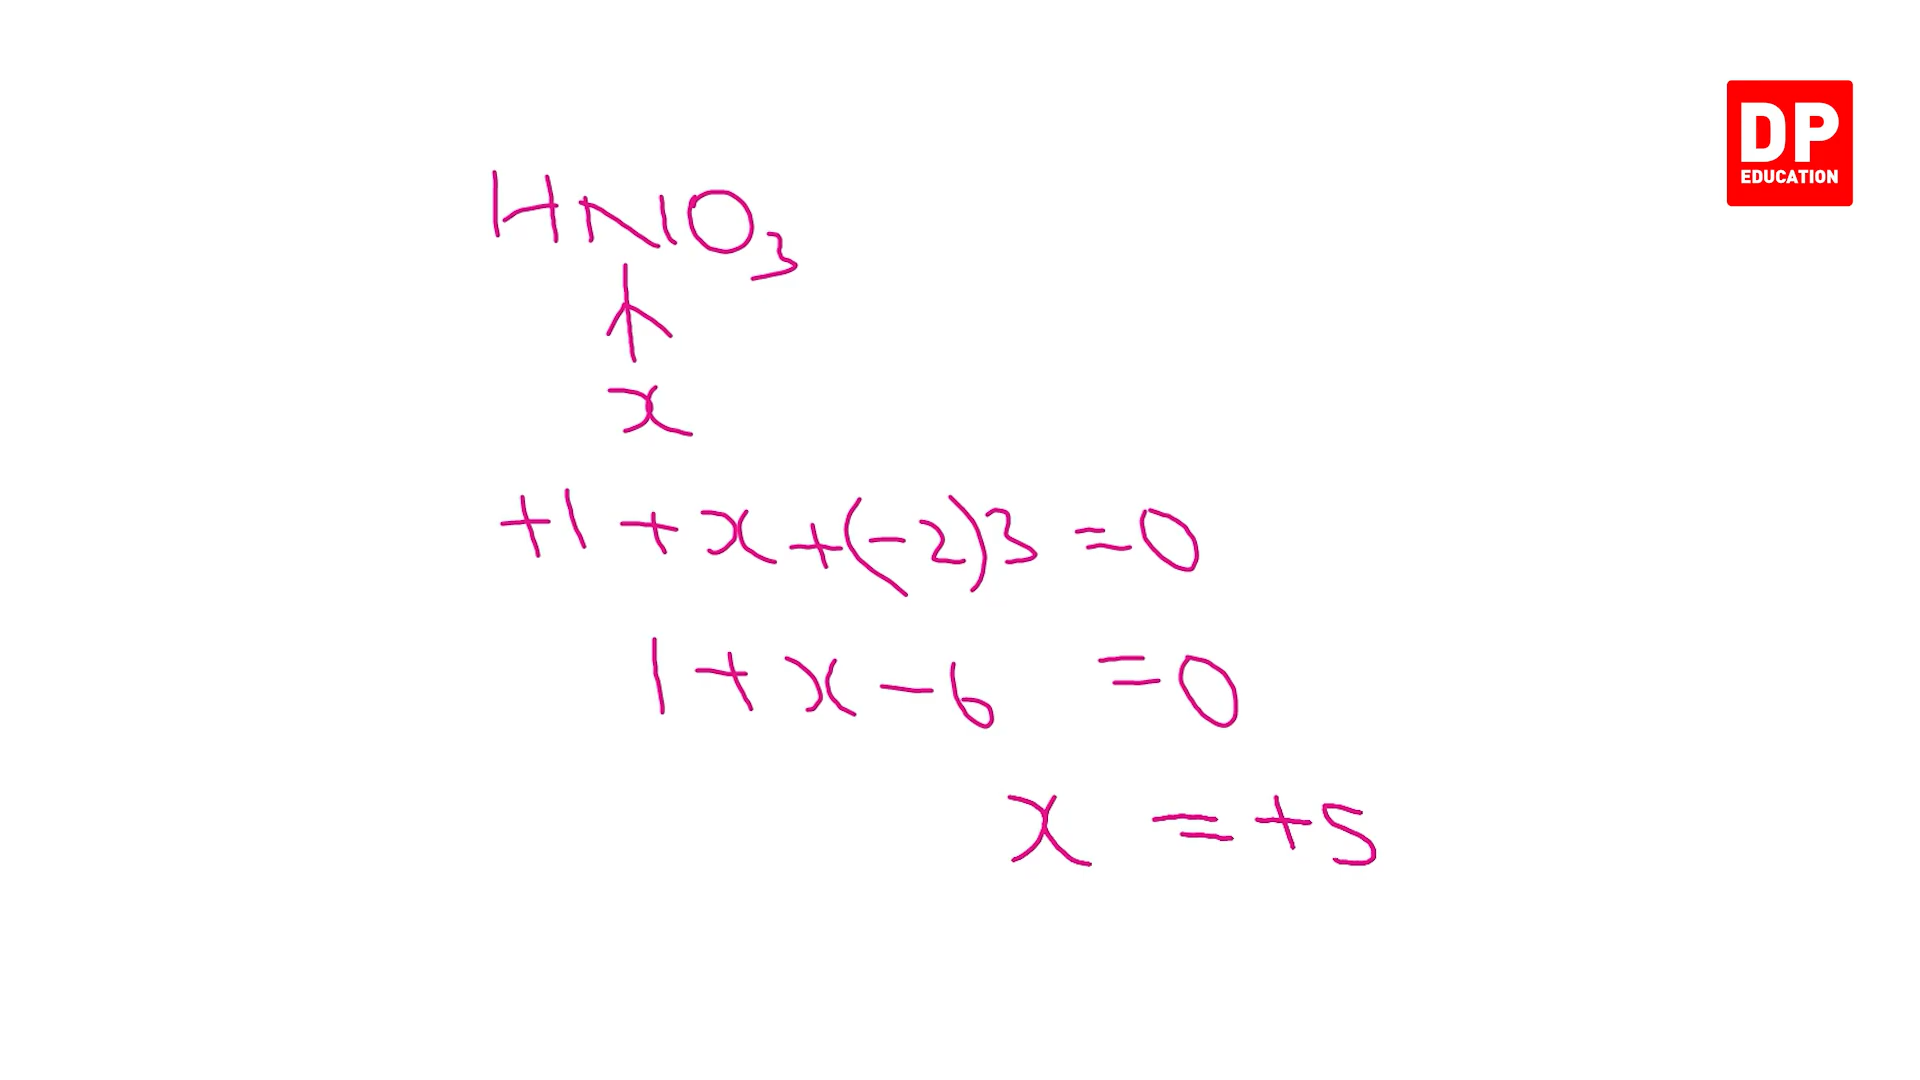 DP
EDUCATION
HNO₃
x
+1 + x + (-2)3 = 0
1 + x - 6 = 0
x = +5